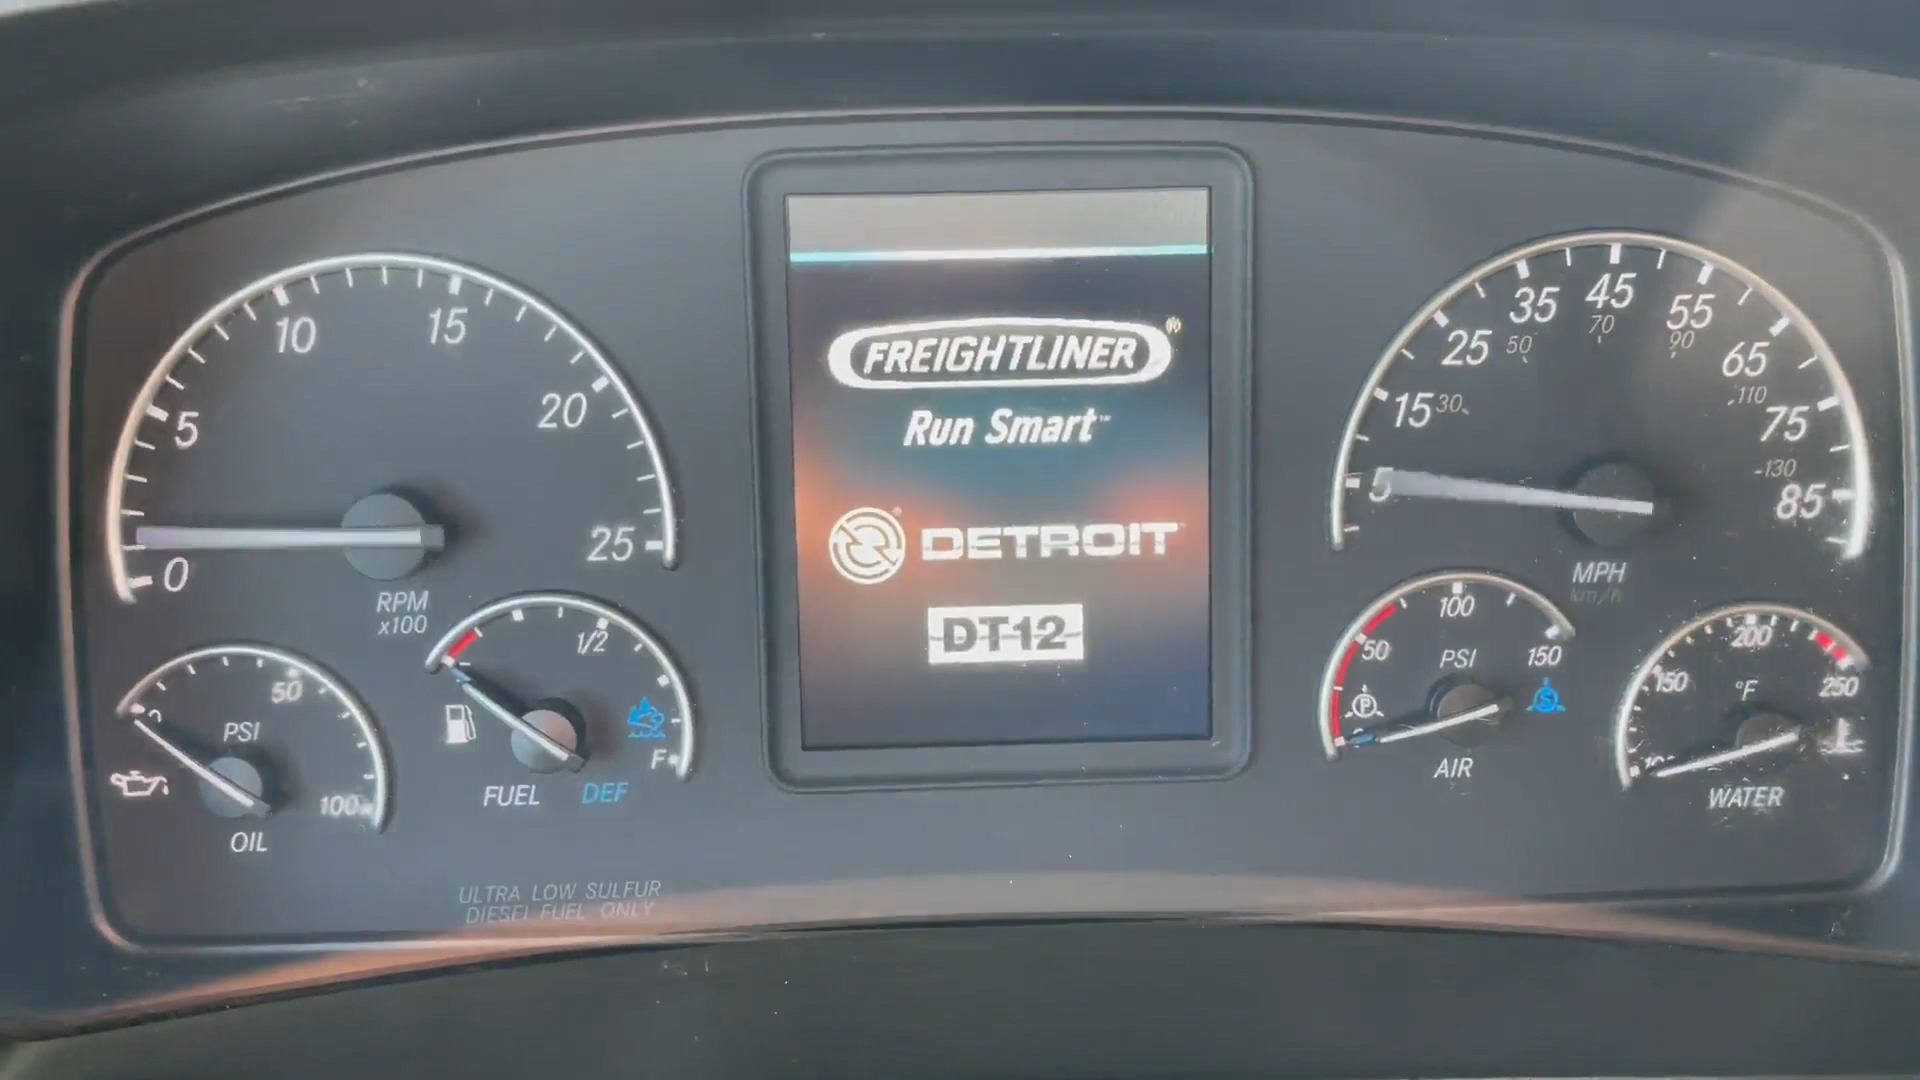 10
15
5
20
0
25
RPM
x100
1/2
50
PSI
F
100
FUEL DEF
OIL
ULTRA LOW SULFUR
DIESEL FUEL ONLY
FREIGHTLINER®
Run Smart™
DETROIT
DT12
5
15
25
35
45
55
65
75
85
30
50
70
90
110
130
MPH
km/h
50
100
150
PSI
P
S
AIR
150
200
250
°F
WATER